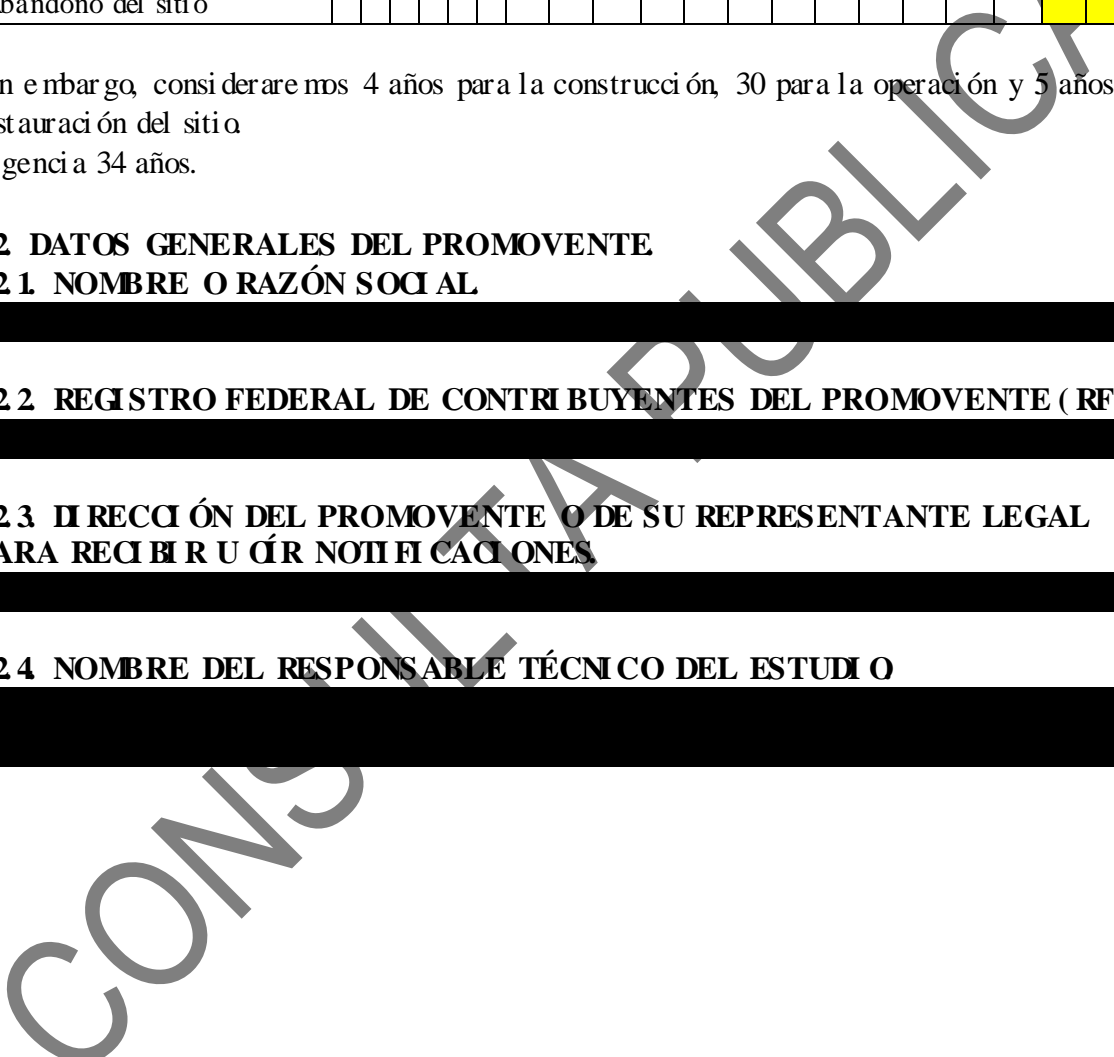 bandono del sitio
n embargo, consideraremos 4 años para la construcción, 30 para la operación y 5 años
stauración del sitio.
gencia 34 años.
2. DATOS GENERALES DEL PROMOVENTE.
2.1. NOMBRE O RAZÓN SOCIAL.
2.2. REGISTRO FEDERAL DE CONTRIBUYENTES DEL PROMOVENTE (RF
2.3. DIRECCIÓN DEL PROMOVENTE O DE SU REPRESENTANTE LEGAL
ARA RECIBIR U OÍR NOTIFICACIONES.
2.4. NOMBRE DEL RESPONSABLE TÉCNICO DEL ESTUDIO.
CONSULTA PUBLICA